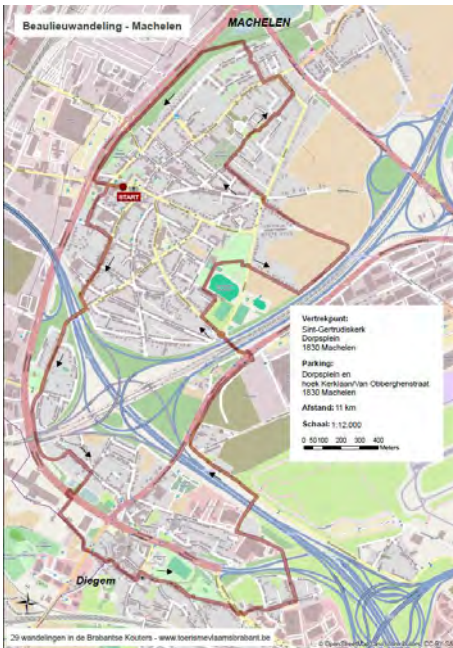 Beaulieuwandeling - Machelen
MACHELEN
START
Vertrekpunt:
Sint-Gertrudiskerk
Dorpsplein
1830 Machelen
Parking:
Dorpsplein en
hoek Kerklaan/Van Obberghenstraat
1830 Machelen
Afstand: 11 km
Schaal: 1:12.000
0 50 100 200 300 400
Meters
Diegem
29 wandelingen in de Brabantse Kouters - www.toerismevlaamsbrabant.be